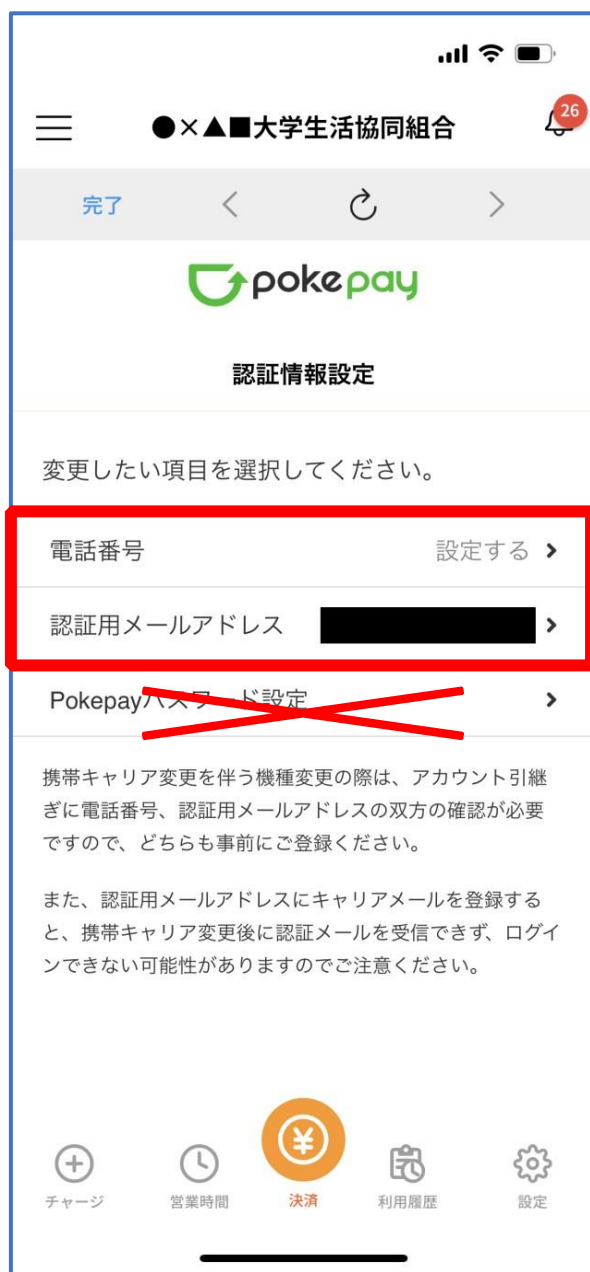 ●×▲■大学生活協同組合
26
完了
pokepay
認証情報設定
変更したい項目を選択してください。
電話番号 設定する
認証用メールアドレス
Pokepayパスワード設定
携帯キャリア変更を伴う機種変更の際は、アカウント引継
ぎに電話番号、認証用メールアドレスの双方の確認が必要
ですので、どちらも事前にご登録ください。
また、認証用メールアドレスにキャリアメールを登録する
と、携帯キャリア変更後に認証メールを受信できず、ログイ
ンできない可能性がありますのでご注意ください。
チャージ 営業時間 決済 利用履歴 設定